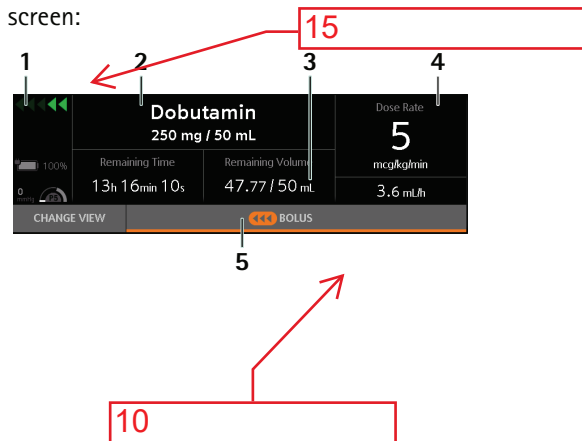 screen:
15
1 2 3 4
Dobutamin
250 mg / 50 mL
Dose Rate
5
mcg/kg/min
100%
Remaining Time
Remaining Volume
13h 16min 10s
47.77 / 50 mL
3.6 mL/h
0
mmHg
P3
CHANGE VIEW
BOLUS
5
10